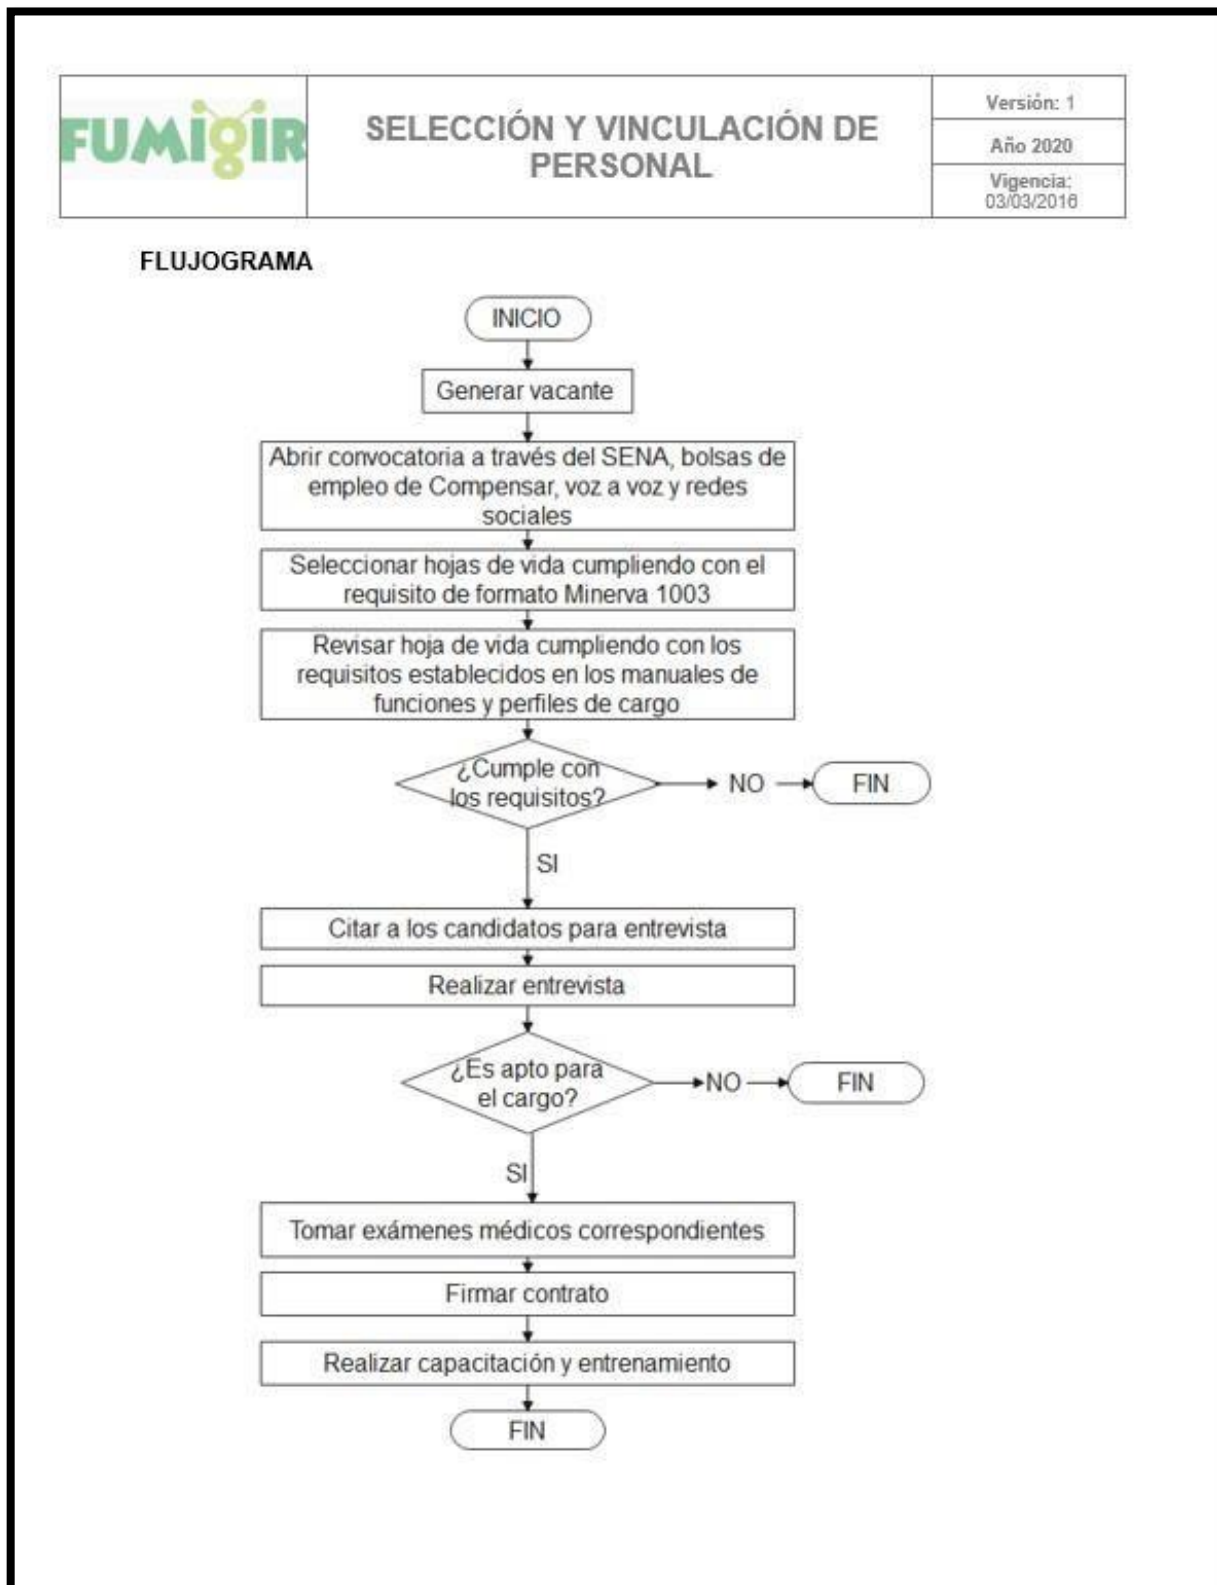 FUMIGIR
SELECCIÓN Y VINCULACIÓN DE
PERSONAL
Versión: 1
Año 2020
Vigencia:
03/03/2016
FLUJOGRAMA
INICIO
Generar vacante
Abrir convocatoria a través del SENA, bolsas de
empleo de Compensar, voz a voz y redes
sociales
Seleccionar hojas de vida cumpliendo con el
requisito de formato Minerva 1003
Revisar hoja de vida cumpliendo con los
requisitos establecidos en los manuales de
funciones y perfiles de cargo
¿Cumple con
los requisitos?
NO
FIN
SI
Citar a los candidatos para entrevista
Realizar entrevista
¿Es apto para
el cargo?
NO
FIN
SI
Tomar exámenes médicos correspondientes
Firmar contrato
Realizar capacitación y entrenamiento
FIN